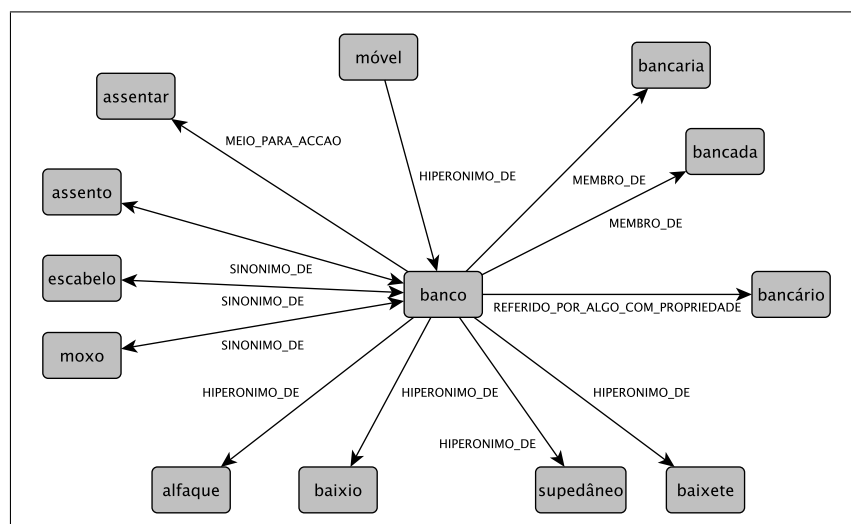 móvel
bancaria
assentar
bancada
MEIO_PARA_ACCAO
HIPERONIMO_DE
MEMBRO_DE
assento
MEMBRO_DE
SINONIMO_DE
escabelo
banco
bancário
SINONIMO_DE
REFERIDO_POR_ALGO_COM_PROPRIEDADE
SINONIMO_DE
moxo
HIPERONIMO_DE
HIPERONIMO_DE
HIPERONIMO_DE
HIPERONIMO_DE
alfaque
baixio
supedâneo
baixete